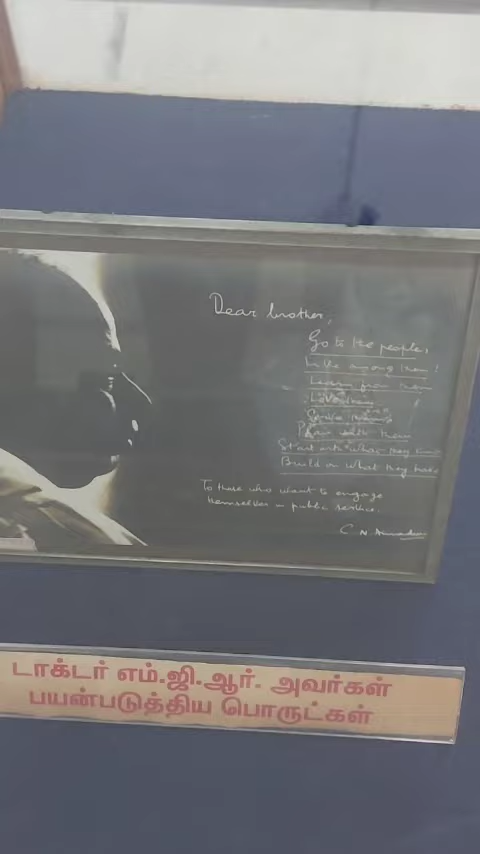 Dear brother,
Go to the people,
Live among them;
Learn from them
Love them
Serve them
Plan with them
Start with what they know
Build on what they have
To those who want to engage
themselves in public service.
C. N. Annadurai
டாக்டர் எம்.ஜி.ஆர். அவர்கள்
பயன்படுத்திய பொருட்கள்